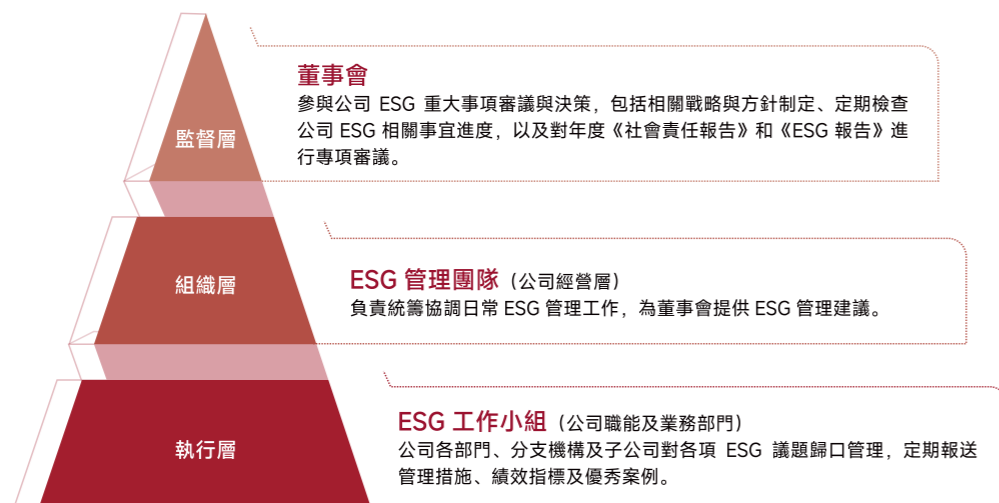 監督層
董事會
參與公司 ESG 重大事項審議與決策，包括相關戰略與方針制定、定期檢查
公司 ESG 相關事宜進度，以及對年度《社會責任報告》和《ESG 報告》進
行專項審議。
組織層
ESG 管理團隊（公司經營層）
負責統籌協調日常 ESG 管理工作，為董事會提供 ESG 管理建議。
執行層
ESG 工作小組（公司職能及業務部門）
公司各部門、分支機構及子公司對各項 ESG 議題歸口管理，定期報送
管理措施、績效指標及優秀案例。